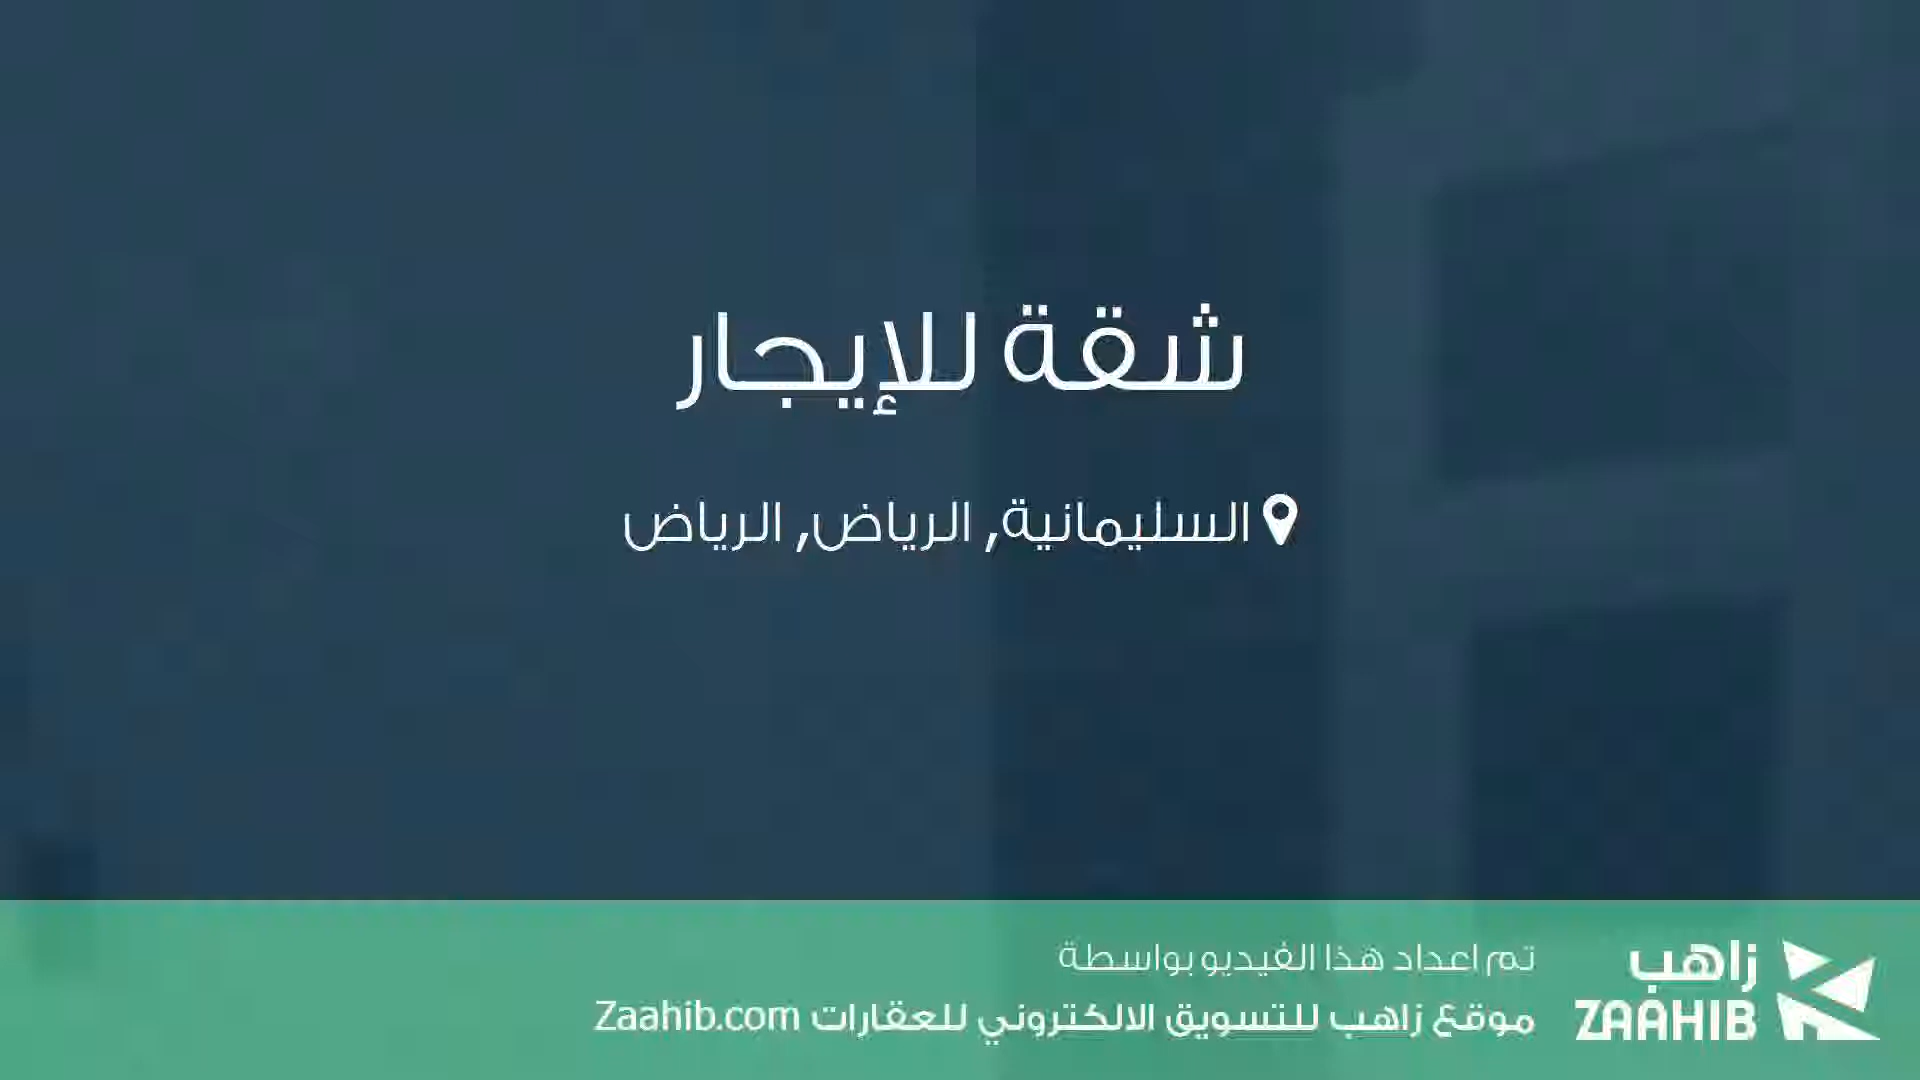 شقة للإيجار
السليمانية, الرياض, الرياض
تم اعداد هذا الفيديو بواسطة
موقع زاهب للتسويق الالكتروني للعقارات Zaahib.com
زاهب
ZAAHIB